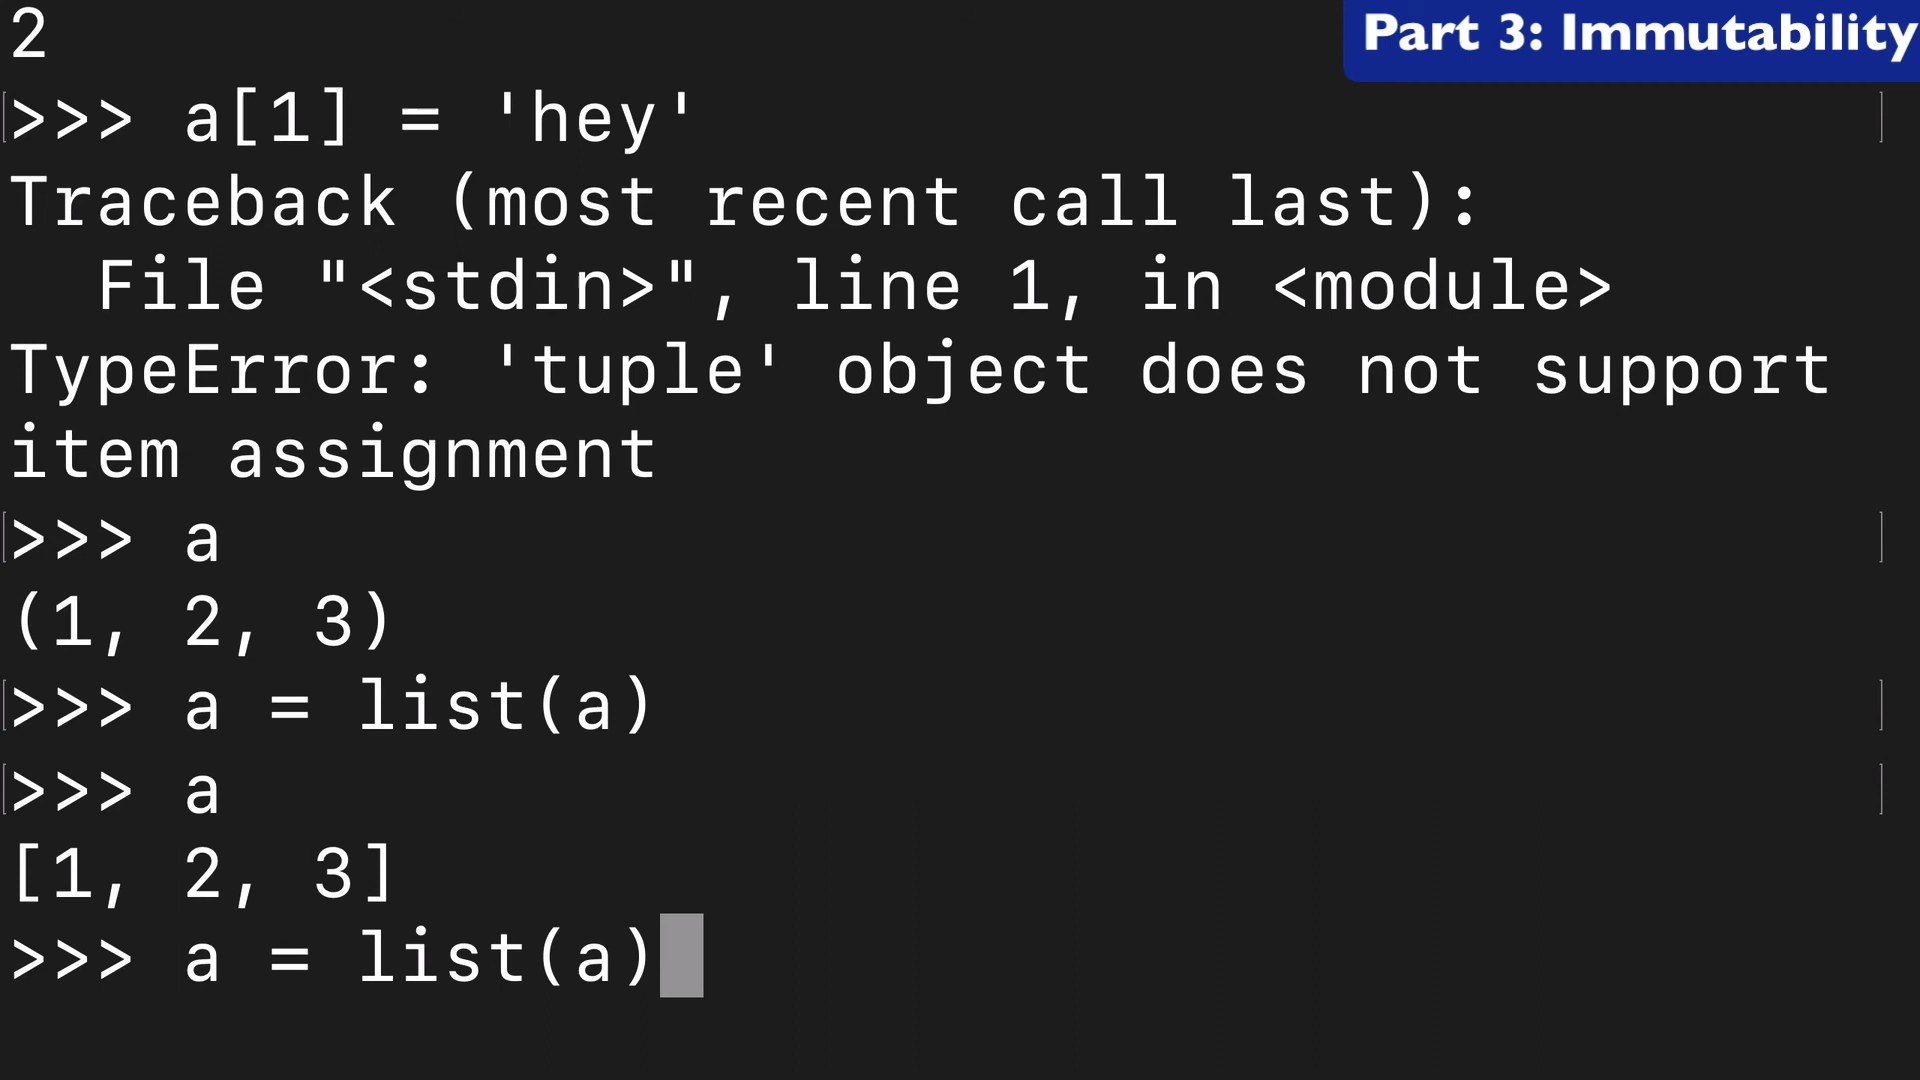 2
Part 3: Immutability
>>> a[1] = 'hey'
Traceback (most recent call last):
  File "<stdin>", line 1, in <module>
TypeError: 'tuple' object does not support
item assignment
>>> a
(1, 2, 3)
>>> a = list(a)
>>> a
[1, 2, 3]
>>> a = list(a)